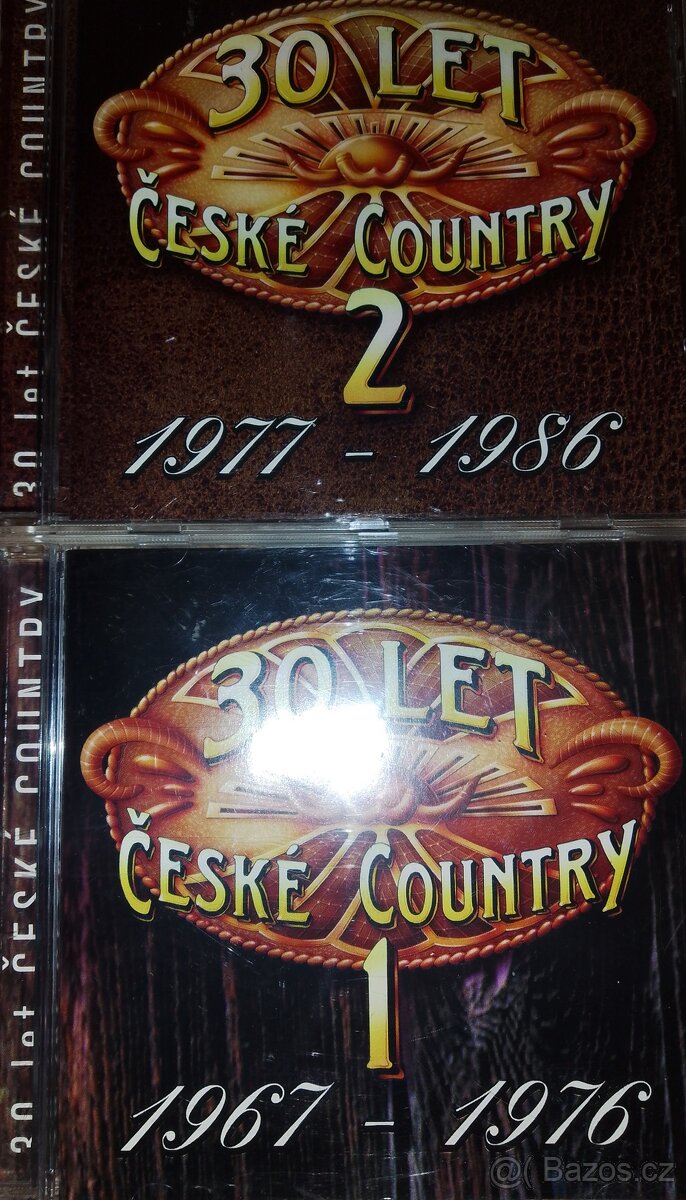 30 let ČESKÉ COUNTRY
30 LET
ČESKÉ COUNTRY
2
1977 - 1986
30 let ČESKÉ COUNTRY
30 LET
ČESKÉ COUNTRY
1
1967 - 1976
@( Bazos.cz